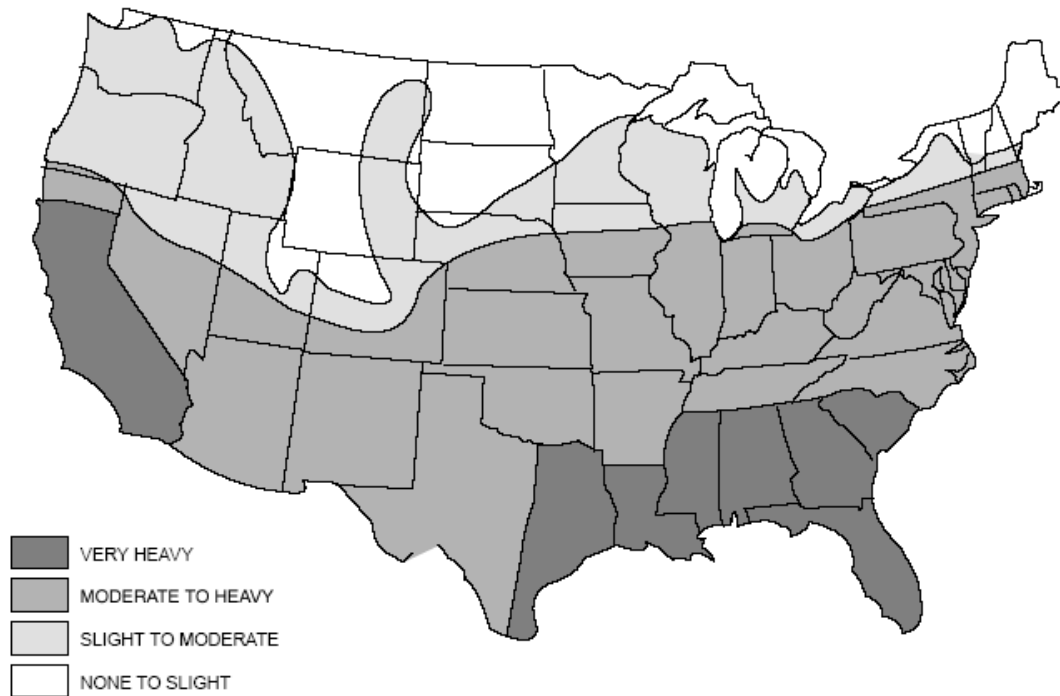 VERY HEAVY
MODERATE TO HEAVY
SLIGHT TO MODERATE
NONE TO SLIGHT